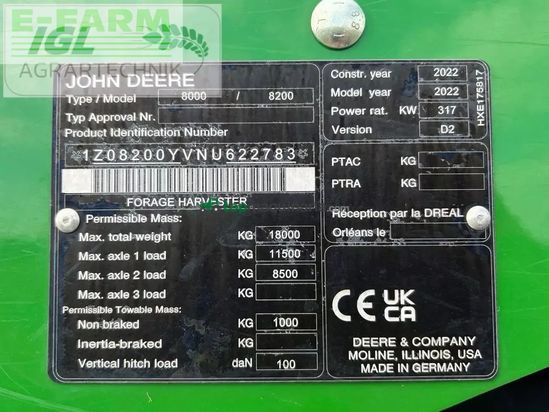 E-FARM
IGL
AGRARTECHNIK
JOHN DEERE
Type / Model 8000 / 8200
Typ Approval Nr.
Product Identification Number
1Z08200YVNU622783
FORAGE HARVESTER
Permissible Mass:
Max. total weight KG 18000
Max. axle 1 load KG 11500
Max. axle 2 load KG 8500
Max. axle 3 load KG
Permissible Towable Mass:
Non braked KG 1000
Inertia-braked KG
Vertical hitch load daN 100
Constr. year 2022
Model year 2022
Power rat. KW 317
Version D2
HXE175817
PTAC KG
PTRA KG
Réception par la DREAL
Orléans le
CE UK
CA
DEERE & COMPANY
MOLINE, ILLINOIS, USA
MADE IN GERMANY